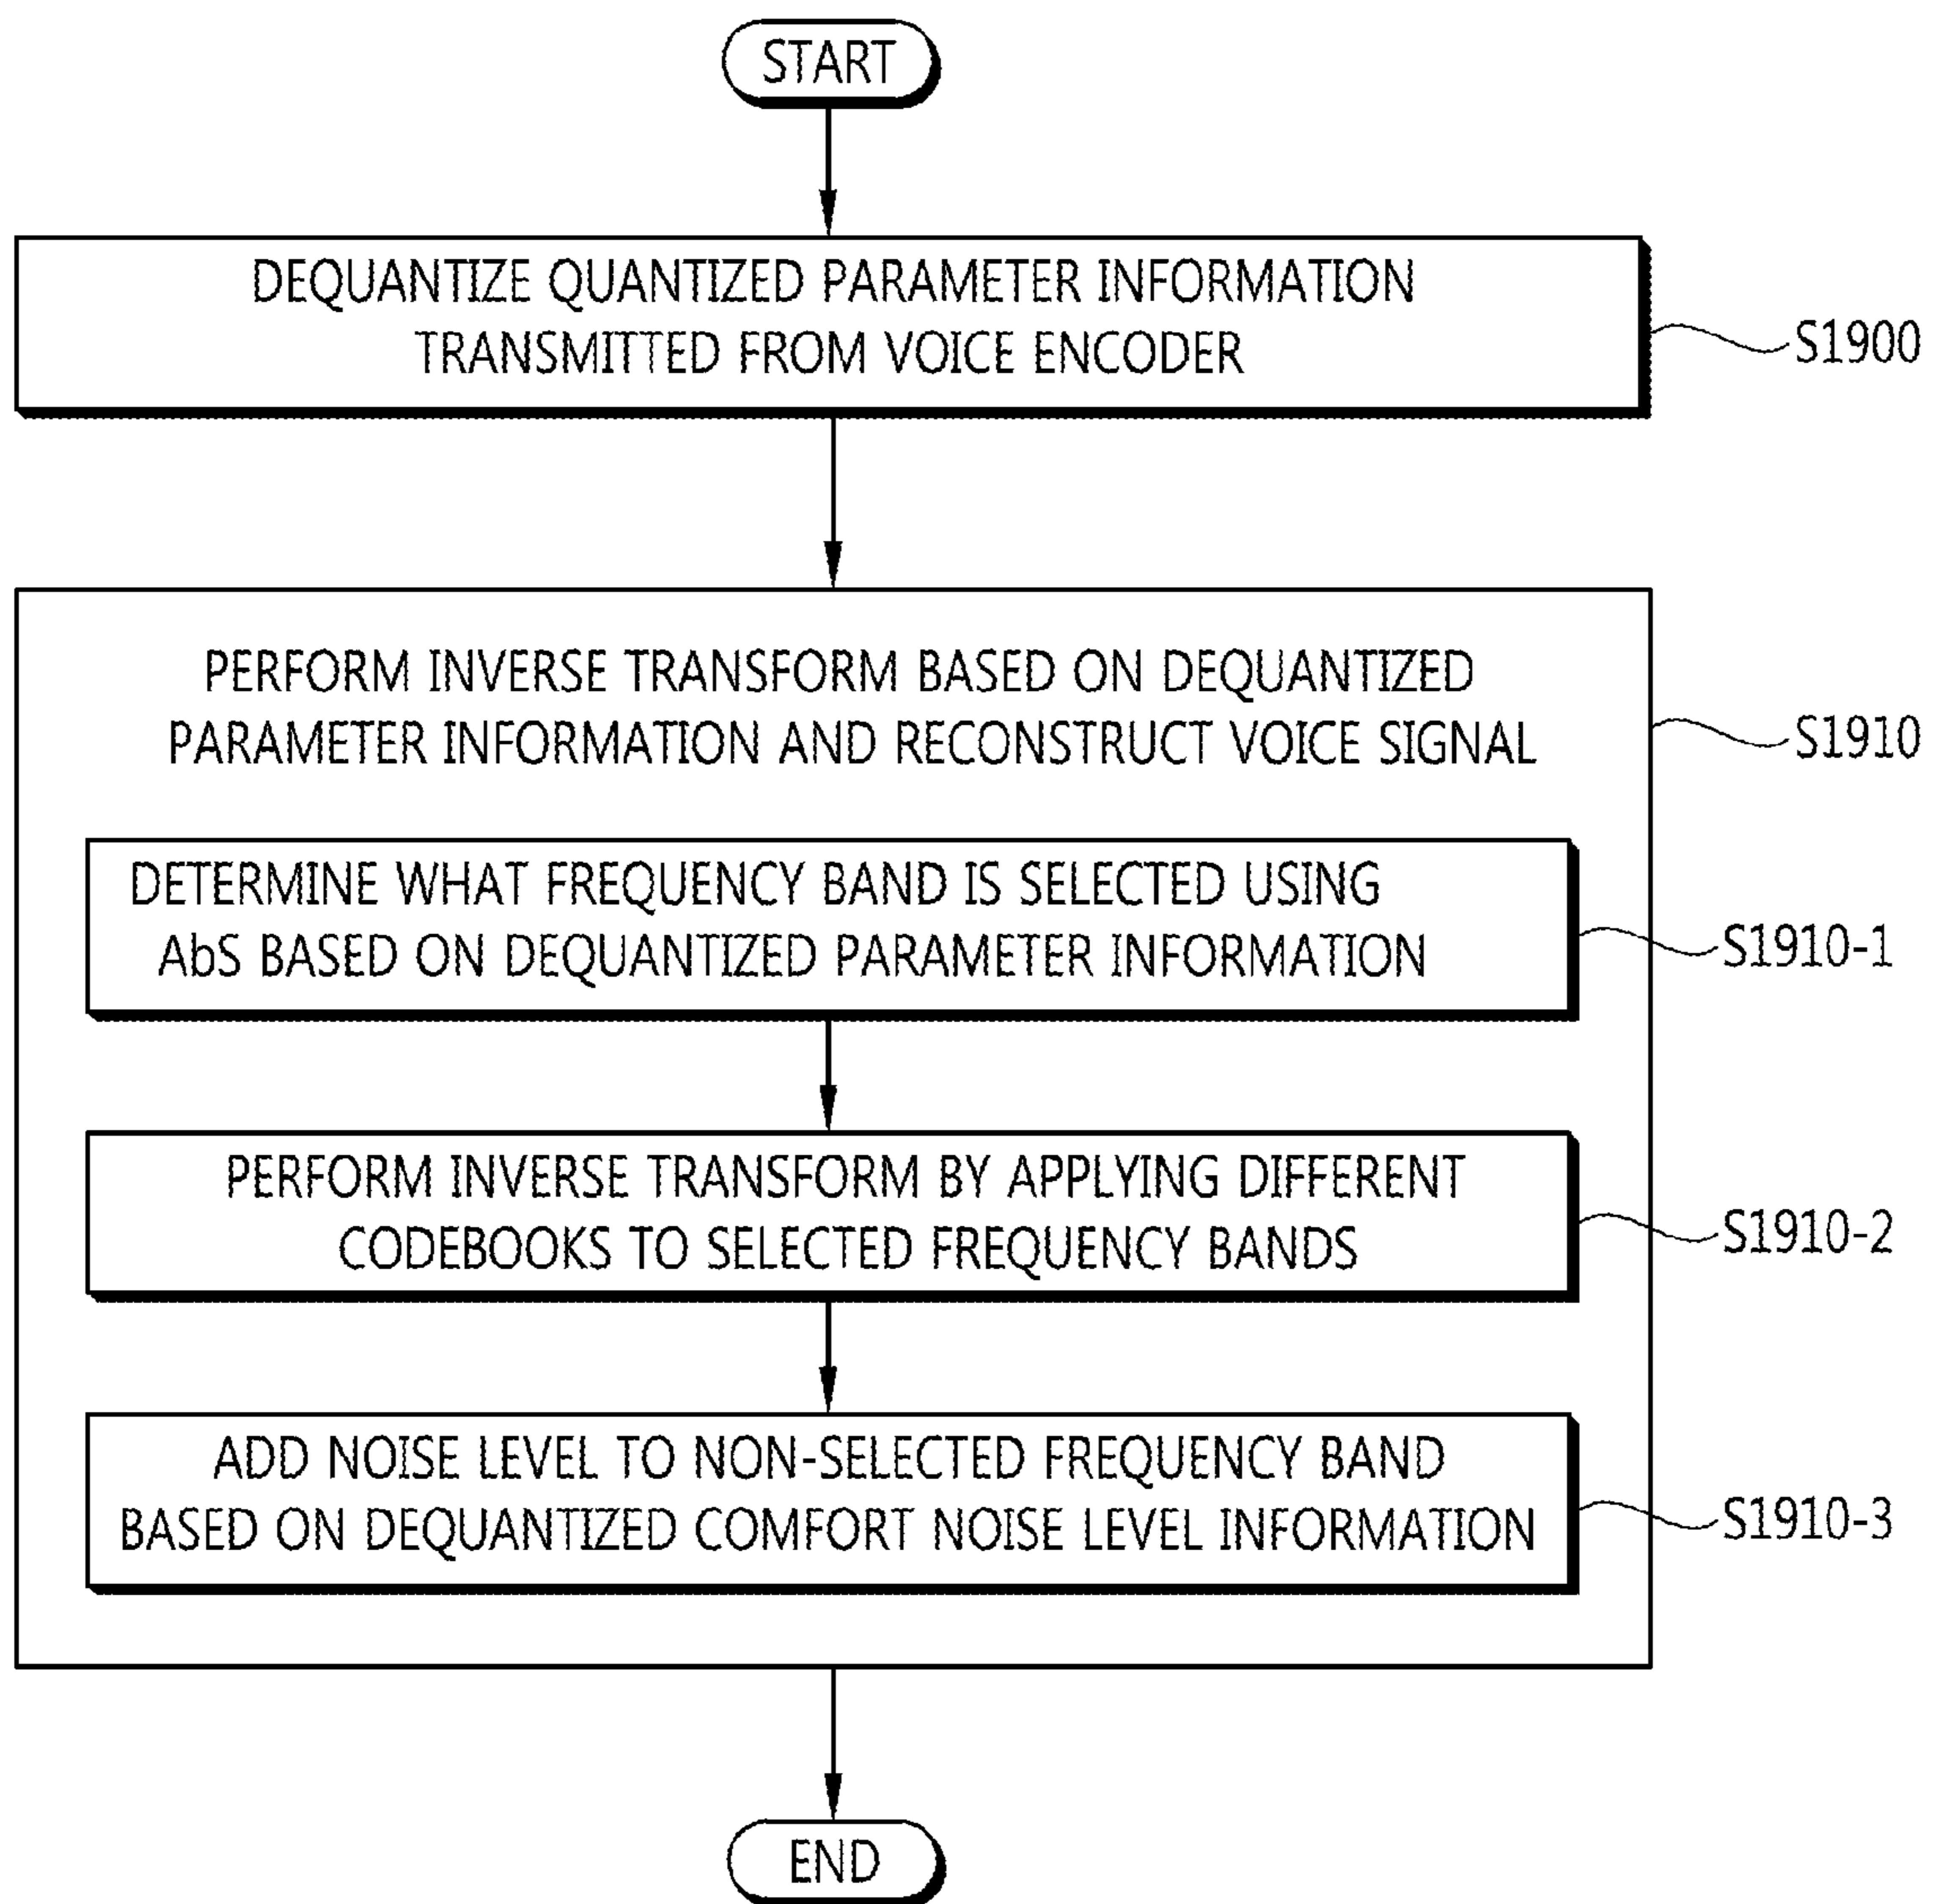 START
DEQUANTIZE QUANTIZED PARAMETER INFORMATION
TRANSMITTED FROM VOICE ENCODER
S1900
PERFORM INVERSE TRANSFORM BASED ON DEQUANTIZED
PARAMETER INFORMATION AND RECONSTRUCT VOICE SIGNAL
S1910
DETERMINE WHAT FREQUENCY BAND IS SELECTED USING
AbS BASED ON DEQUANTIZED PARAMETER INFORMATION
S1910-1
PERFORM INVERSE TRANSFORM BY APPLYING DIFFERENT
CODEBOOKS TO SELECTED FREQUENCY BANDS
S1910-2
ADD NOISE LEVEL TO NON-SELECTED FREQUENCY BAND
BASED ON DEQUANTIZED COMFORT NOISE LEVEL INFORMATION
S1910-3
END